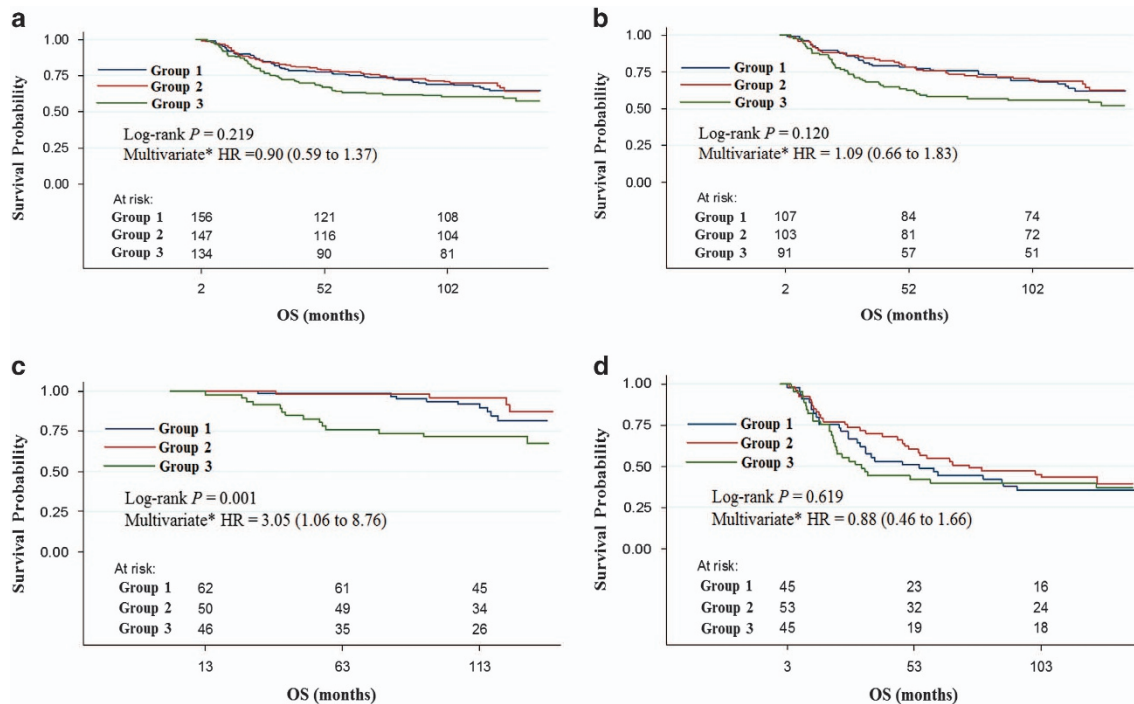 a
Survival Probability
1.00
0.75
0.50
0.25
0.00
Group 1
Group 2
Group 3
Log-rank P = 0.219
Multivariate* HR =0.90 (0.59 to 1.37)
At risk:
Group 1 156 121 108
Group 2 147 116 104
Group 3 134 90 81
2 52 102
OS (months)
b
Survival Probability
1.00
0.75
0.50
0.25
0.00
Group 1
Group 2
Group 3
Log-rank P = 0.120
Multivariate* HR = 1.09 (0.66 to 1.83)
At risk:
Group 1 107 84 74
Group 2 103 81 72
Group 3 91 57 51
2 52 102
OS (months)
c
Survival Probability
1.00
0.75
0.50
0.25
0.00
Group 1
Group 2
Group 3
Log-rank P = 0.001
Multivariate* HR = 3.05 (1.06 to 8.76)
At risk:
Group 1 62 61 45
Group 2 50 49 34
Group 3 46 35 26
13 63 113
OS (months)
d
Survival Probability
1.00
0.75
0.50
0.25
0.00
Group 1
Group 2
Group 3
Log-rank P = 0.619
Multivariate* HR = 0.88 (0.46 to 1.66)
At risk:
Group 1 45 23 16
Group 2 53 32 24
Group 3 45 19 18
3 53 103
OS (months)